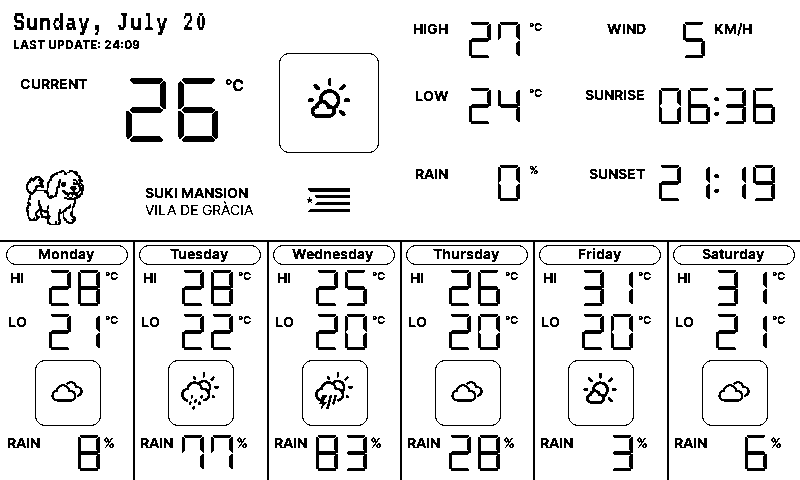 Sunday, July 20
LAST UPDATE: 24:09
CURRENT 26 °C
HIGH 27 °C
WIND 5 KM/H
LOW 24 °C
SUNRISE 06:36
RAIN 0 %
SUNSET 21:19
SUKI MANSION
VILA DE GRÀCIA
Monday
HI 28 °C
LO 21 °C
RAIN 8 %
Tuesday
HI 28 °C
LO 22 °C
RAIN 77 %
Wednesday
HI 25 °C
LO 20 °C
RAIN 83 %
Thursday
HI 26 °C
LO 20 °C
RAIN 28 %
Friday
HI 31 °C
LO 20 °C
RAIN 3 %
Saturday
HI 31 °C
LO 21 °C
RAIN 6 %